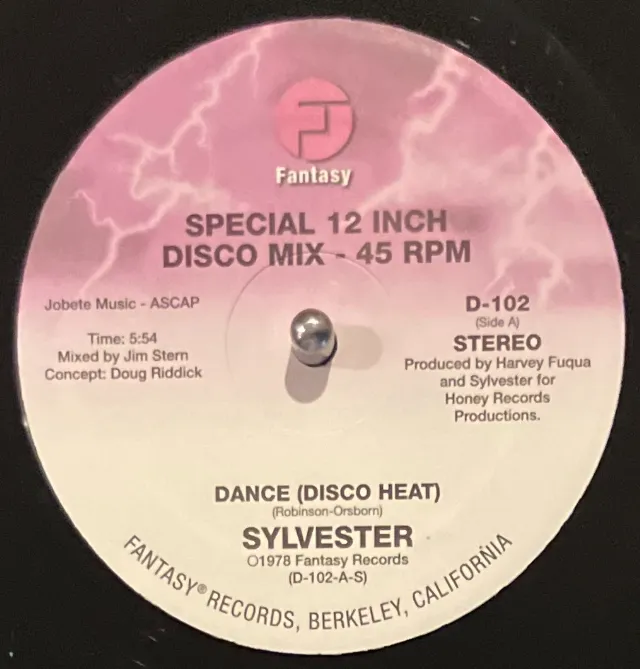 Fantasy
SPECIAL 12 INCH
DISCO MIX - 45 RPM
Jobete Music - ASCAP
Time: 5:54
Mixed by Jim Stern
Concept: Doug Riddick
D-102
(Side A)
STEREO
Produced by Harvey Fuqua
and Sylvester for
Honey Records
Productions.
DANCE (DISCO HEAT)
(Robinson-Orsborn)
SYLVESTER
O1978 Fantasy Records
(D-102-A-S)
FANTASY® RECORDS, BERKELEY, CALIFORNIA